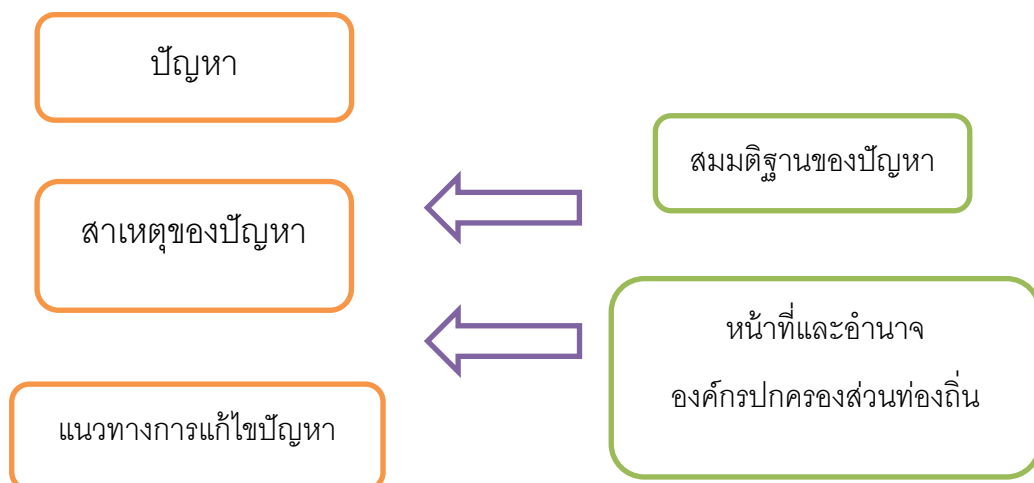 ปัญหา
สมมติฐานของปัญหา
สาเหตุของปัญหา
หน้าที่และอำนาจ
องค์กรปกครองส่วนท่องถิ่น
แนวทางการแก้ไขปัญหา